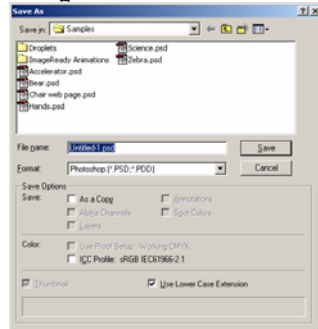 Save As
Save in: Samples
Droplets
ImageReady Animations
Accelerator.psd
Bear.psd
Chair web page.psd
Hands.psd
Science.psd
Zebra.psd
File name: Untitled-1.psd Save
Format: Photoshop (*.PSD;*.PDD) Cancel
Save Options
Save: As a Copy Annotations
Alpha Channels Spot Colors
Layers
Color: Use Proof Setup: Working CMYK
ICC Profile: sRGB IEC61966-2.1
Thumbnail Use Lower Case Extension